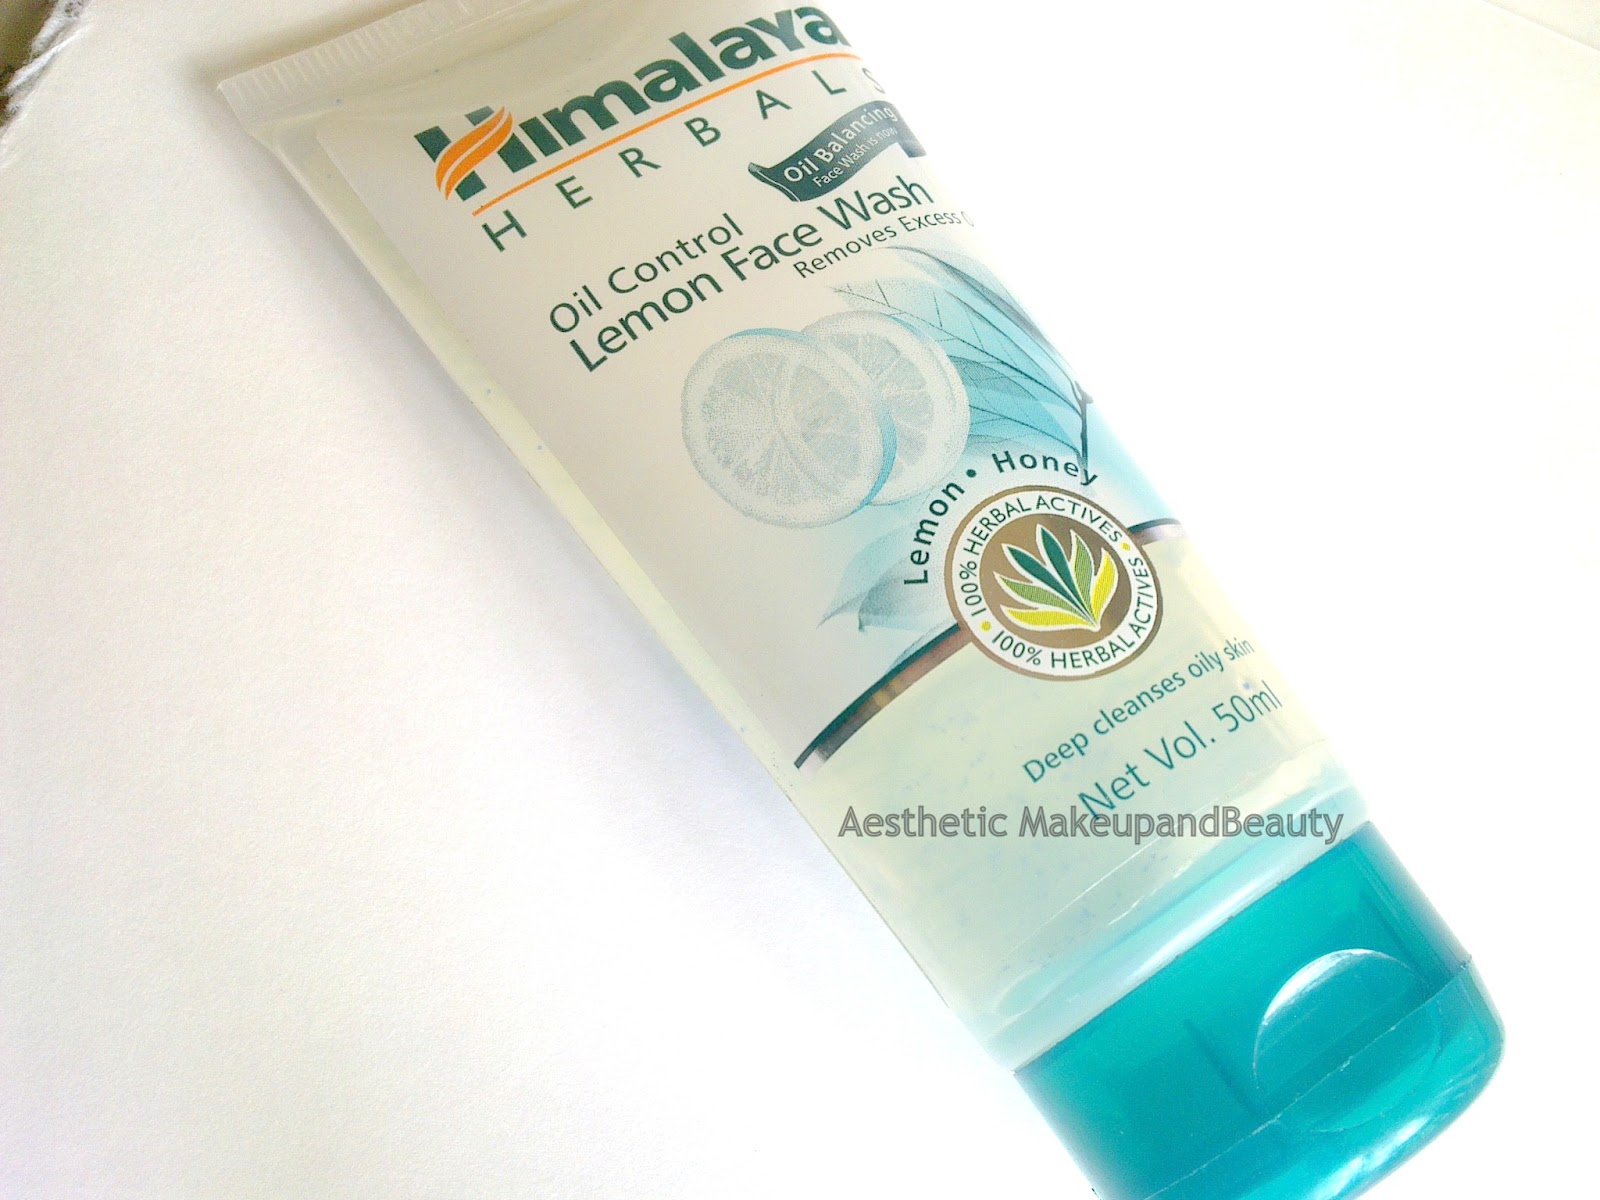 Himalaya
HERBALS
Oil Balancing
Face Wash is now
Oil Control
Lemon Face Wash
Removes Excess
Lemon • Honey
100% HERBAL ACTIVES • 100% HERBAL ACTIVES •
Deep cleanses oily skin
Net Vol. 50ml
Aesthetic MakeupandBeauty